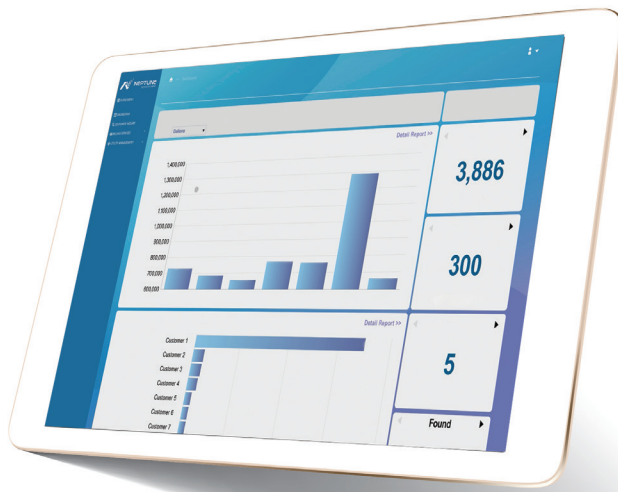 NEPTUNE
Gallons
Detail Report >>
1,400,000
1,300,000
1,200,000
1,100,000
1,000,000
900,000
800,000
700,000
600,000
3,886
300
Detail Report >>
Customer 1
Customer 2
Customer 3
Customer 4
Customer 5
Customer 6
Customer 7
5
Found